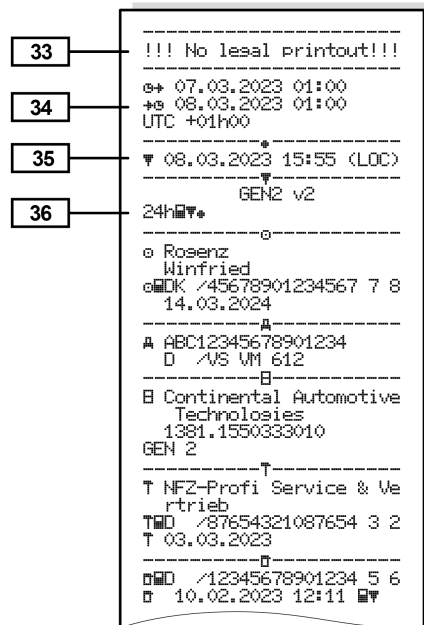 33
!!! No legal printout!!!
07.03.2023 01:00
34
08.03.2023 01:00
UTC +01h00
35
08.03.2023 15:55 (LOC)
GEN2 v2
36
24h
Rogenz
Winfried
DK /45678901234567 7 8
14.03.2024
ABC12345678901234
D /VS VM 612
Continental Automotive
Technologies
1381.1550333010
GEN 2
NFZ-Profi Service & Ve
rtrieb
D /87654321087654 3 2
03.03.2023
D /12345678901234 5 6
10.02.2023 12:11